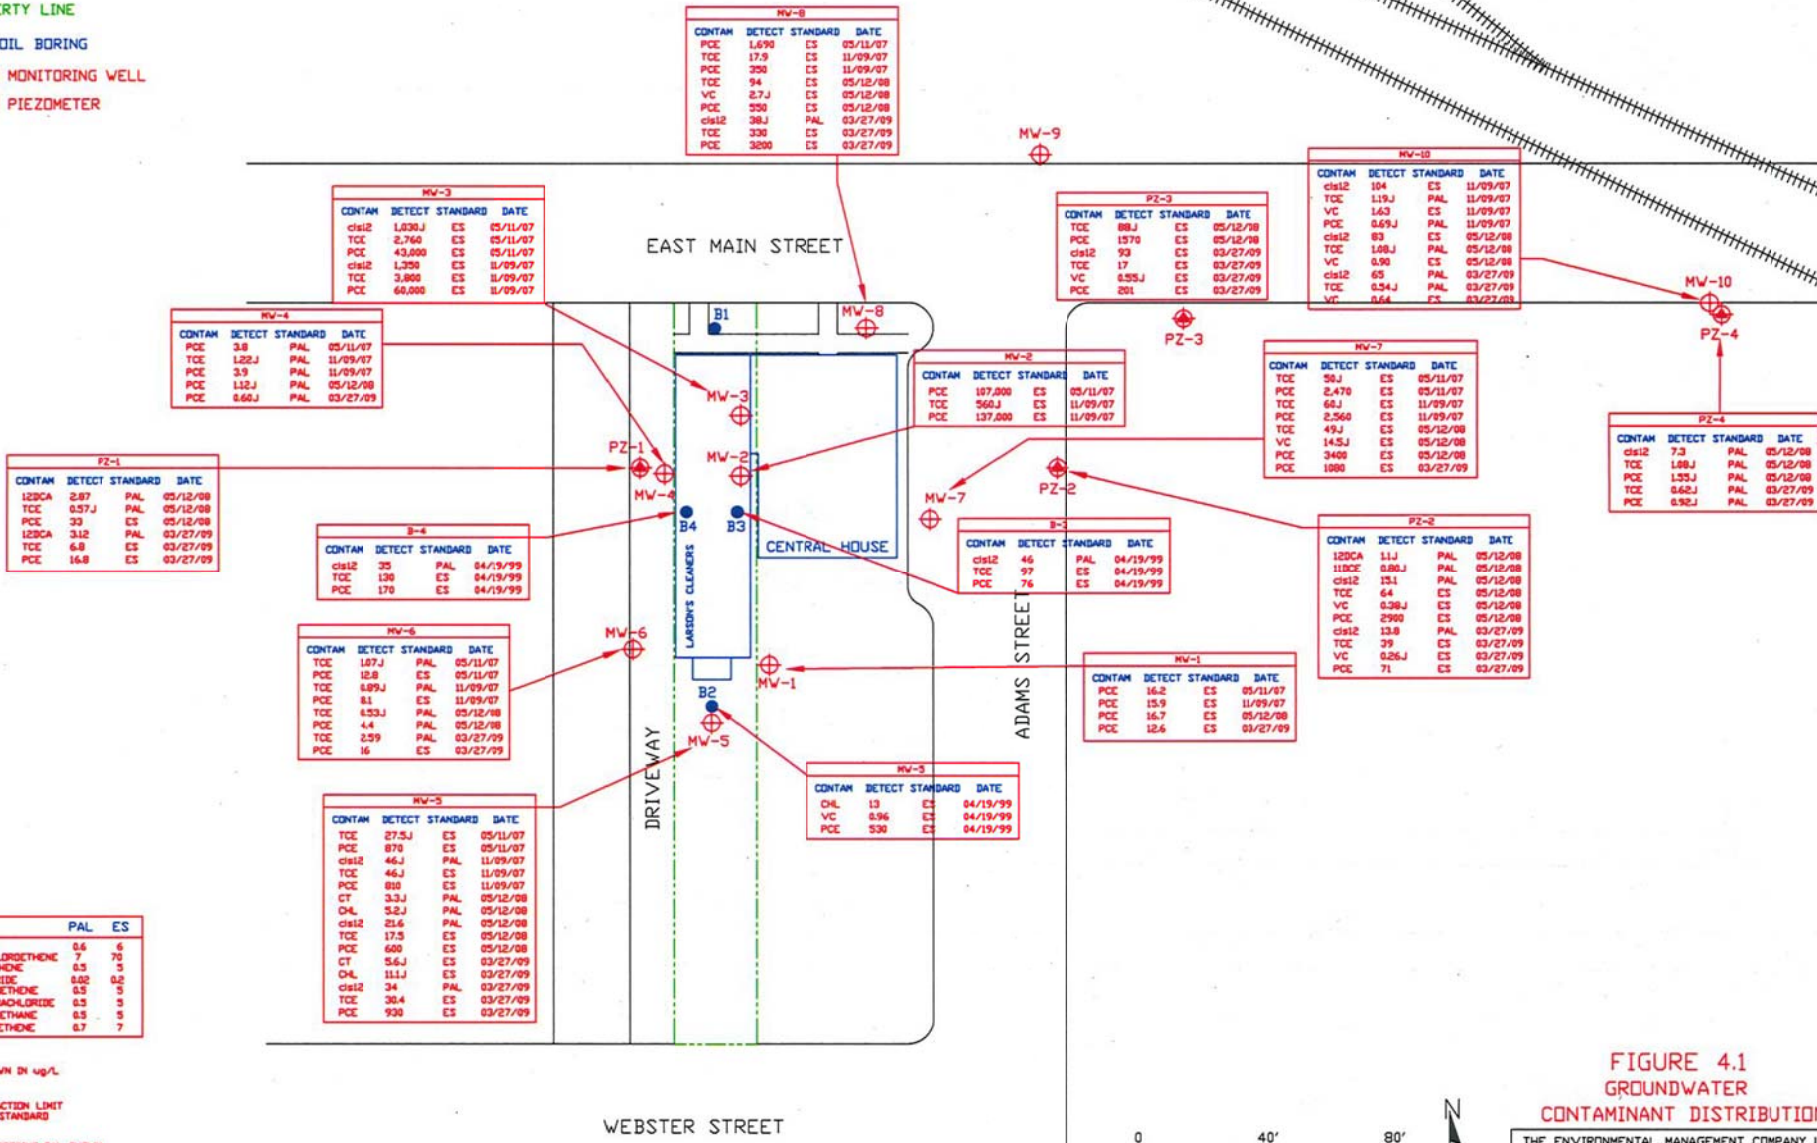 ERTY LINE
OIL BORING
MONITORING WELL
PIEZOMETER
MW-8
CONTAM DETECT STANDARD DATE
PCE 1,690 ES 05/11/07
TCE 17.9 ES 11/09/07
PCE 350 ES 11/09/07
TCE 94 ES 05/12/08
VC 2.7J ES 05/12/08
PCE 550 ES 05/12/08
cis12 38J PAL 03/27/09
TCE 330 ES 03/27/09
PCE 3200 ES 03/27/09
MW-9
MW-10
CONTAM DETECT STANDARD DATE
cis12 104 ES 11/09/07
TCE 1.19J PAL 11/09/07
VC 1.63 ES 11/09/07
PCE 0.69J PAL 11/09/07
cis12 83 ES 05/12/08
TCE 1.08J PAL 05/12/08
VC 0.90 ES 05/12/08
cis12 65 PAL 03/27/09
TCE 0.54J PAL 03/27/09
VC 0.64 ES 03/27/09
MW-3
CONTAM DETECT STANDARD DATE
cis12 1,030J ES 05/11/07
TCE 2,760 ES 05/11/07
PCE 43,000 ES 05/11/07
cis12 1,350 ES 11/09/07
TCE 3,800 ES 11/09/07
PCE 60,000 ES 11/09/07
EAST MAIN STREET
PZ-3
CONTAM DETECT STANDARD DATE
TCE 88J ES 05/12/08
PCE 1570 ES 05/12/08
cis12 93 ES 03/27/09
TCE 17 ES 03/27/09
VC 0.55J ES 03/27/09
PCE 201 ES 03/27/09
MW-10
PZ-4
MW-4
CONTAM DETECT STANDARD DATE
PCE 3.8 PAL 05/11/07
TCE 1.22J PAL 11/09/07
PCE 3.9 PAL 11/09/07
PCE 1.12J PAL 05/12/08
PCE 0.60J PAL 03/27/09
B1
MW-8
PZ-3
MW-2
CONTAM DETECT STANDARD DATE
PCE 107,000 ES 05/11/07
TCE 560J ES 11/09/07
PCE 137,000 ES 11/09/07
MW-7
CONTAM DETECT STANDARD DATE
TCE 50J ES 05/11/07
PCE 2,470 ES 05/11/07
TCE 60J ES 11/09/07
PCE 2,560 ES 11/09/07
TCE 49J ES 05/12/08
VC 14.5J ES 05/12/08
PCE 3400 ES 05/12/08
PCE 1080 ES 03/27/09
PZ-4
CONTAM DETECT STANDARD DATE
cis12 7.3 PAL 05/12/08
TCE 1.08J PAL 05/12/08
PCE 1.55J PAL 05/12/08
TCE 0.62J PAL 03/27/09
PCE 0.92J PAL 03/27/09
MW-3
PZ-1
MW-4
MW-2
MW-7
PZ-2
PZ-1
CONTAM DETECT STANDARD DATE
12DCA 2.87 PAL 05/12/08
TCE 0.57J PAL 05/12/08
PCE 33 ES 05/12/08
12DCA 3.12 PAL 03/27/09
TCE 6.8 ES 03/27/09
PCE 16.8 ES 03/27/09
B4
B3
CENTRAL HOUSE
LARSON'S CLEANERS
B-4
CONTAM DETECT STANDARD DATE
cis12 35 PAL 04/19/99
TCE 130 ES 04/19/99
PCE 170 ES 04/19/99
B-3
CONTAM DETECT STANDARD DATE
cis12 46 PAL 04/19/99
TCE 97 ES 04/19/99
PCE 76 ES 04/19/99
PZ-2
CONTAM DETECT STANDARD DATE
12DCA 1.1J PAL 05/12/08
11DCE 0.80J PAL 05/12/08
cis12 15.1 PAL 05/12/08
TCE 64 ES 05/12/08
VC 0.38J ES 05/12/08
PCE 2900 ES 05/12/08
cis12 13.8 PAL 03/27/09
TCE 39 ES 03/27/09
VC 0.26J ES 03/27/09
PCE 71 ES 03/27/09
MW-6
CONTAM DETECT STANDARD DATE
TCE 1.07J PAL 05/11/07
PCE 12.8 ES 05/11/07
TCE PAL 11/09/07
PCE 8.1 ES 11/09/07
TCE PAL 05/12/08
PCE 4.4 PAL 05/12/08
TCE 2.59 PAL 03/27/09
PCE 16 ES 03/27/09
MW-6
MW-1
B2
MW-5
ADAMS STREET
DRIVEWAY
MW-1
CONTAM DETECT STANDARD DATE
PCE 16.2 ES 05/11/07
PCE 15.9 ES 11/09/07
PCE 16.7 ES 05/12/08
PCE 12.6 ES 03/27/09
MW-5
CONTAM DETECT STANDARD DATE
CHL 13 ES 04/19/99
VC 0.96 ES 04/19/99
PCE 530 ES 04/19/99
MW-5
CONTAM DETECT STANDARD DATE
TCE 27.5J ES 05/11/07
PCE 870 ES 05/11/07
cis12 46J PAL 11/09/07
TCE 46J ES 11/09/07
PCE 810 ES 11/09/07
CT 3.3J PAL 05/12/08
CHL 5.2J PAL 05/12/08
cis12 21.6 PAL 05/12/08
TCE 17.5 ES 05/12/08
PCE 600 ES 05/12/08
CT 5.6J ES 03/27/09
CHL 11.1J ES 03/27/09
cis12 34 PAL 03/27/09
TCE 30.4 ES 03/27/09
PCE 930 ES 03/27/09
PAL ES
0.6 6
LOROETHENE 7 70
HENE 0.5 5
RIDE 0.02 0.2
ETHENE 0.5 5
ACHLORIDE 0.5 5
ETHANE 0.5 5
ETHENE 0.7 7
WN IN ug/L
CTION LIMIT
STANDARD
WEBSTER STREET
N
0 40' 80'
FIGURE 4.1
GROUNDWATER
CONTAMINANT DISTRIBUTION
THE ENVIRONMENTAL MANAGEMENT COMPANY